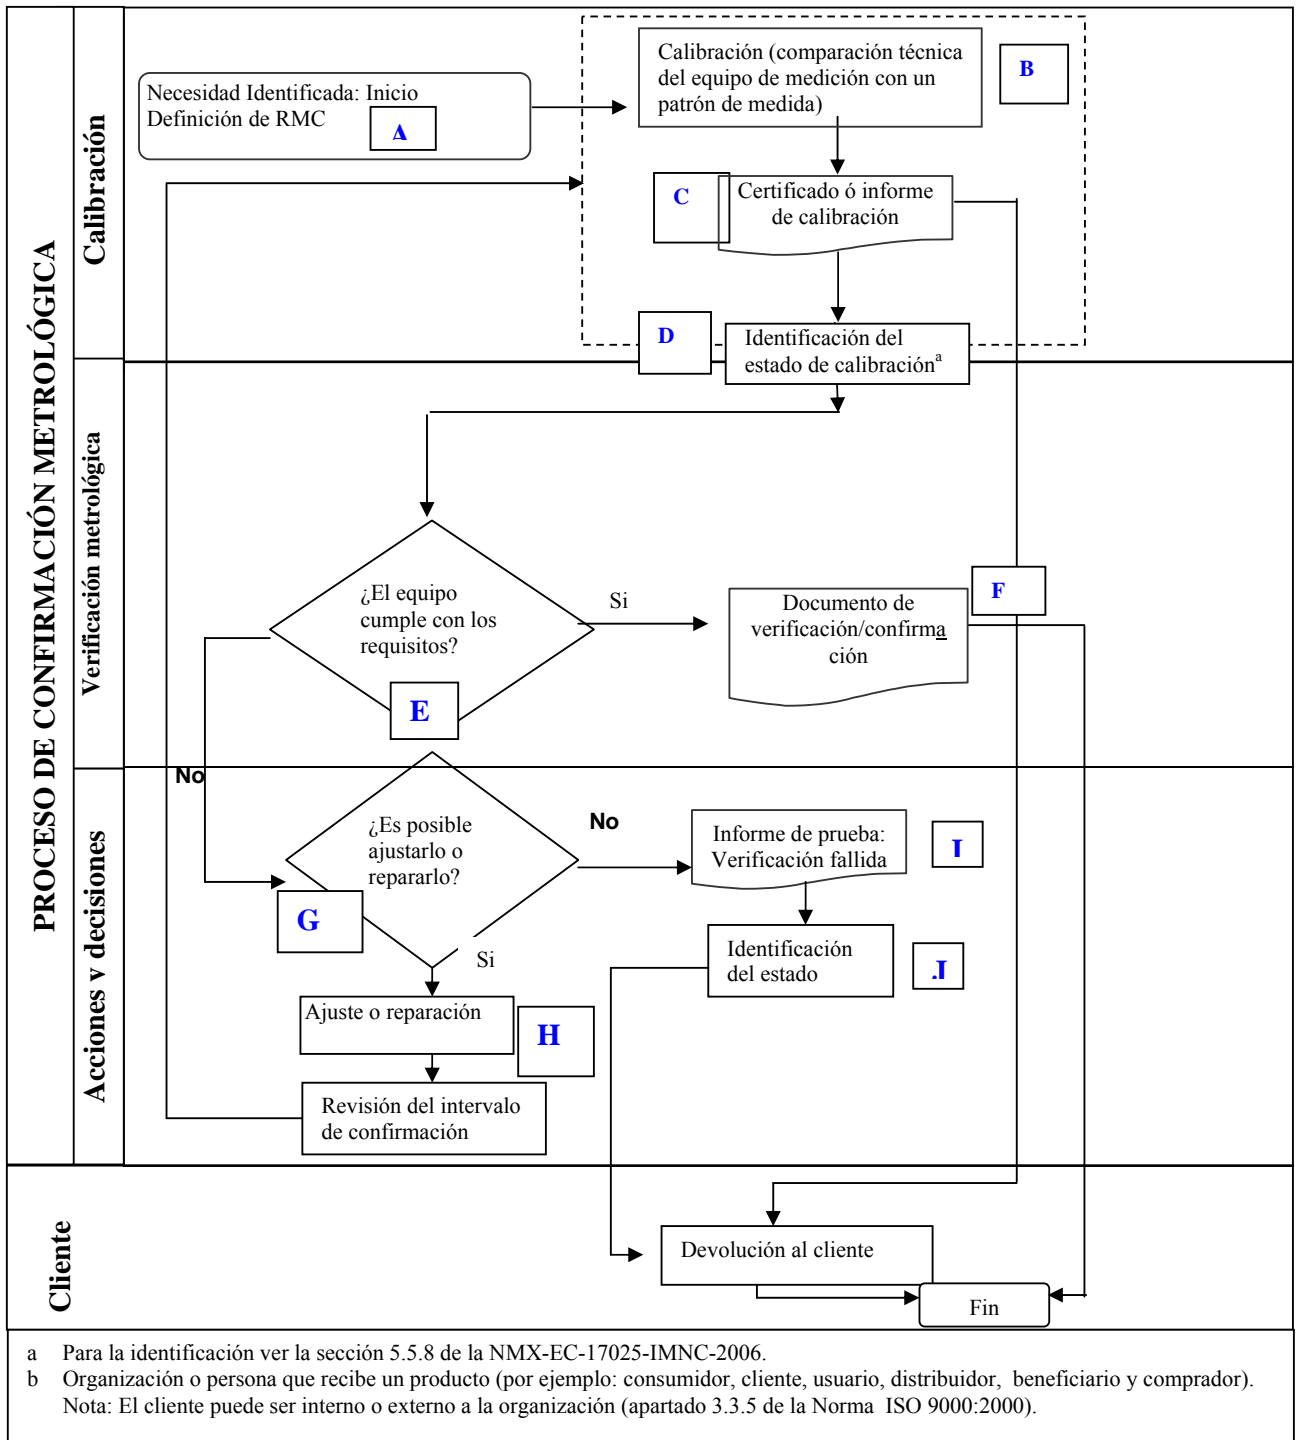 PROCESO DE CONFIRMACIÓN METROLÓGICA
Calibración
Necesidad Identificada: Inicio
Definición de RMC
A
Calibración (comparación técnica
del equipo de medición con un
patrón de medida)
B
C
Certificado ó informe
de calibración
D
Identificación del
estado de calibraciónª
Verificación metrológica
¿El equipo
cumple con los
requisitos?
E
Si
Documento de
verificación/confirma
ción
F
No
Acciones y decisiones
¿Es posible
ajustarlo o
repararlo?
G
No
Informe de prueba:
Verificación fallida
I
Identificación
del estado
J
Si
Ajuste o reparación
H
Revisión del intervalo
de confirmación
Cliente
Devolución al cliente
Fin
a Para la identificación ver la sección 5.5.8 de la NMX-EC-17025-IMNC-2006.
b Organización o persona que recibe un producto (por ejemplo: consumidor, cliente, usuario, distribuidor, beneficiario y comprador).
Nota: El cliente puede ser interno o externo a la organización (apartado 3.3.5 de la Norma ISO 9000:2000).